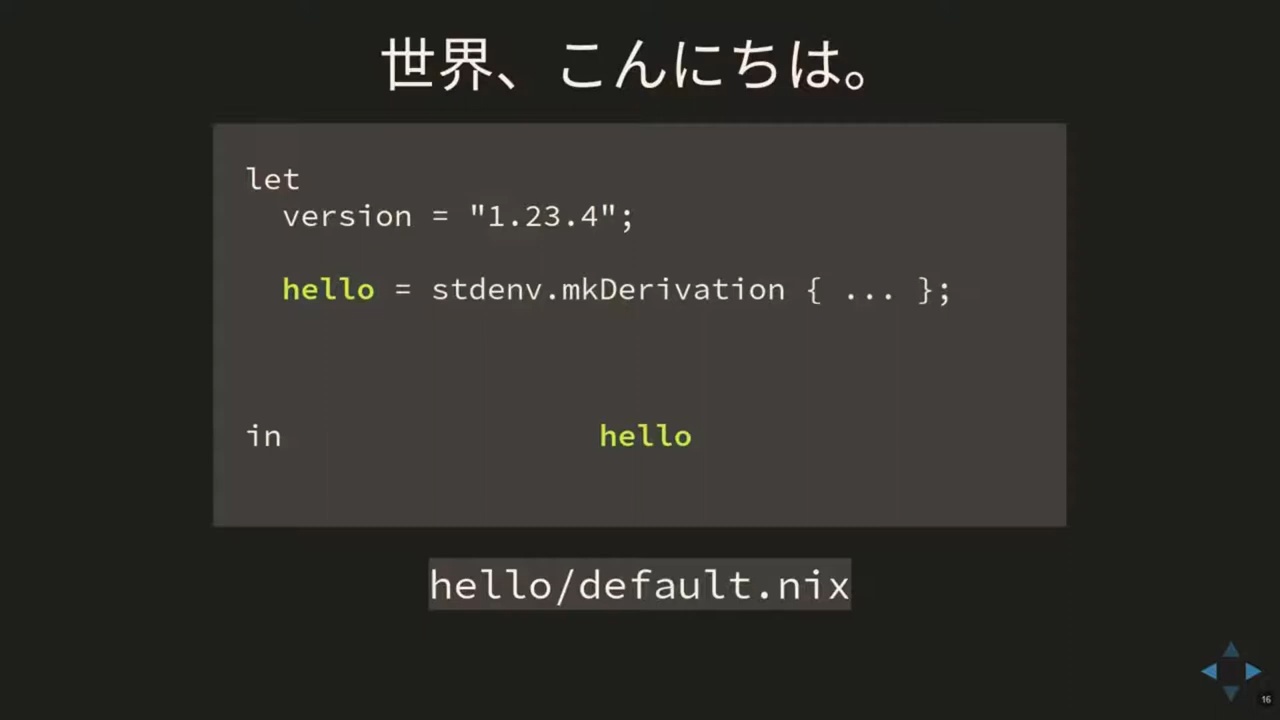 世界、こんにちは。
let
version = "1.23.4";
hello = stdenv.mkDerivation { ... };
in hello
hello/default.nix
16